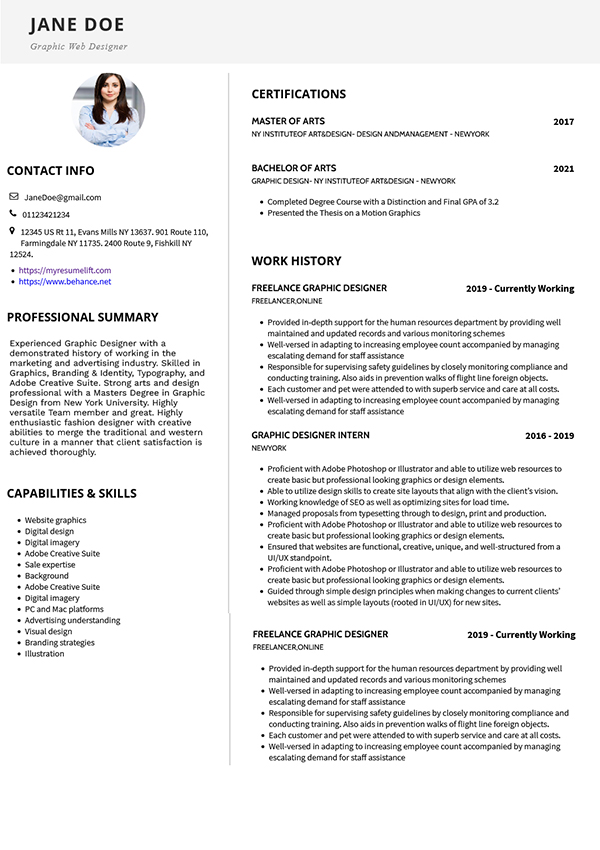 JANE DOE
Graphic Web Designer
CONTACT INFO
JaneDoe@gmail.com
01123421234
12345 US Rt 11, Evans Mills NY 13637. 901 Route 110,
Farmingdale NY 11735. 2400 Route 9, Fishkill NY
12524.
https://myresumelift.com
https://www.behance.net
PROFESSIONAL SUMMARY
Experienced Graphic Designer with a
demonstrated history of working in the
marketing and advertising industry. Skilled in
Graphics, Branding & Identity, Typography, and
Adobe Creative Suite. Strong arts and design
professional with a Masters Degree in Graphic
Design from New York University. Highly
versatile Team member and great. Highly
enthusiastic fashion designer with creative
abilities to merge the traditional and western
culture in a manner that client satisfaction is
achieved thoroughly.
CAPABILITIES & SKILLS
Website graphics
Digital design
Digital imagery
Adobe Creative Suite
Sale expertise
Background
Adobe Creative Suite
Digital imagery
PC and Mac platforms
Advertising understanding
Visual design
Branding strategies
Illustration
CERTIFICATIONS
MASTER OF ARTS 2017
NY INSTITUTEOF ART&DESIGN- DESIGN ANDMANAGEMENT - NEWYORK
BACHELOR OF ARTS 2021
GRAPHIC DESIGN- NY INSTITUTEOF ART&DESIGN - NEWYORK
Completed Degree Course with a Distinction and Final GPA of 3.2
Presented the Thesis on a Motion Graphics
WORK HISTORY
FREELANCE GRAPHIC DESIGNER 2019 - Currently Working
FREELANCER,ONLINE
Provided in-depth support for the human resources department by providing well
maintained and updated records and various monitoring schemes
Well-versed in adapting to increasing employee count accompanied by managing
escalating demand for staff assistance
Responsible for supervising safety guidelines by closely monitoring compliance and
conducting training. Also aids in prevention walks of flight line foreign objects.
Each customer and pet were attended to with superb service and care at all costs.
Well-versed in adapting to increasing employee count accompanied by managing
escalating demand for staff assistance
GRAPHIC DESIGNER INTERN 2016 - 2019
NEWYORK
Proficient with Adobe Photoshop or Illustrator and able to utilize web resources to
create basic but professional looking graphics or design elements.
Able to utilize design skills to create site layouts that align with the client's vision.
Working knowledge of SEO as well as optimizing sites for load time.
Managed proposals from typesetting through to design, print and production.
Proficient with Adobe Photoshop or Illustrator and able to utilize web resources to
create basic but professional looking graphics or design elements.
Ensured that websites are functional, creative, unique, and well-structured from a
UI/UX standpoint.
Proficient with Adobe Photoshop or Illustrator and able to utilize web resources to
create basic but professional looking graphics or design elements.
Guided through simple design principles when making changes to current clients'
websites as well as simple layouts (rooted in UI/UX) for new sites.
FREELANCE GRAPHIC DESIGNER 2019 - Currently Working
FREELANCER,ONLINE
Provided in-depth support for the human resources department by providing well
maintained and updated records and various monitoring schemes
Well-versed in adapting to increasing employee count accompanied by managing
escalating demand for staff assistance
Responsible for supervising safety guidelines by closely monitoring compliance and
conducting training. Also aids in prevention walks of flight line foreign objects.
Each customer and pet were attended to with superb service and care at all costs.
Well-versed in adapting to increasing employee count accompanied by managing
escalating demand for staff assistance